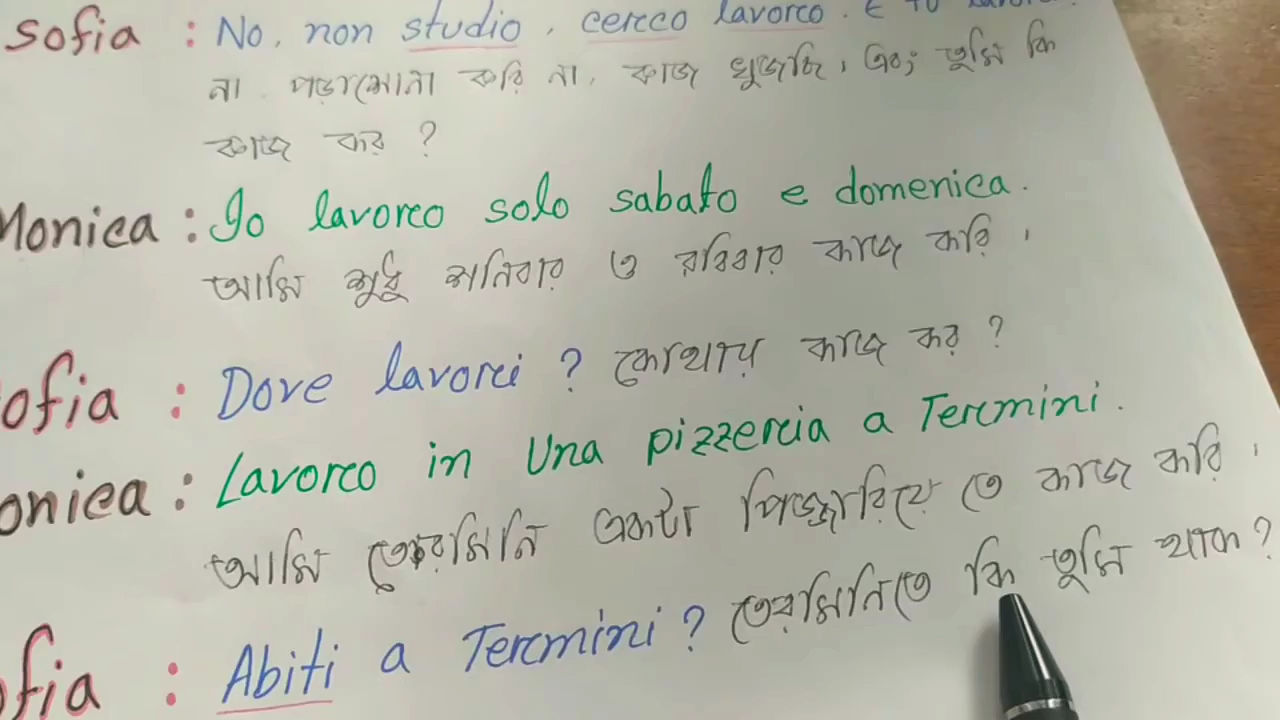 sofia : No, non studio, cerco lavoro. E tu
না পড়াশোনা করি না, কাজ খুজছি, এবং তুমি কি
কাজ কর ?
Monica : Io lavoro solo sabato e domenica.
আমি শুধু শনিবার ও রবিবার কাজ করি ।
ofia : Dove lavori ? কোথায় কাজ কর ?
onica : Lavoro in Una pizzeria a Termini.
আমি তেরমিনি একটা পিজ্জারিয়ে তে কাজ করি ।
fia : Abiti a Termini ? তেরমিনিতে কি তুমি থাক ?